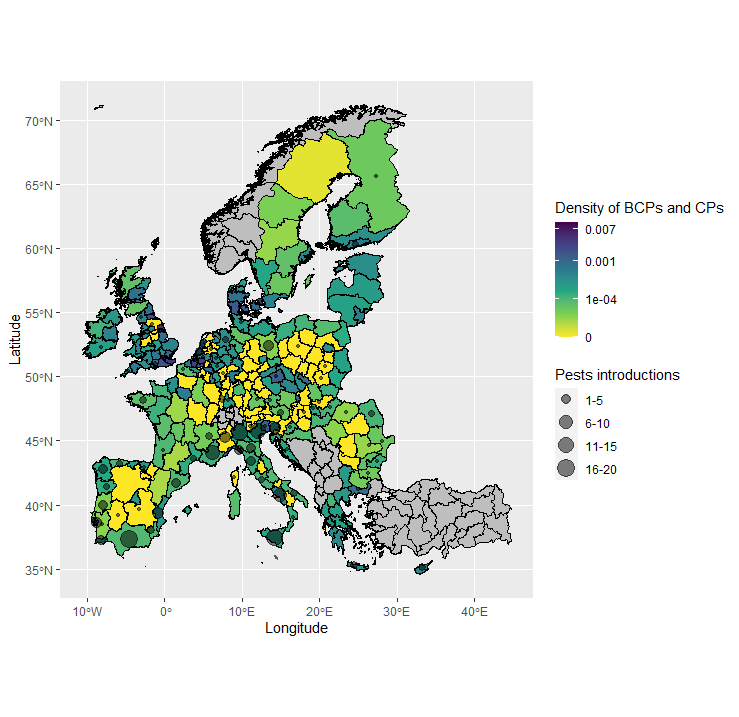 70°N
65°N
60°N
55°N
50°N
45°N
40°N
35°N
Latitude
10°W 0° 10°E 20°E 30°E 40°E
Longitude
Density of BCPs and CPs
0.007
0.001
1e-04
0
Pests introductions
1-5
6-10
11-15
16-20